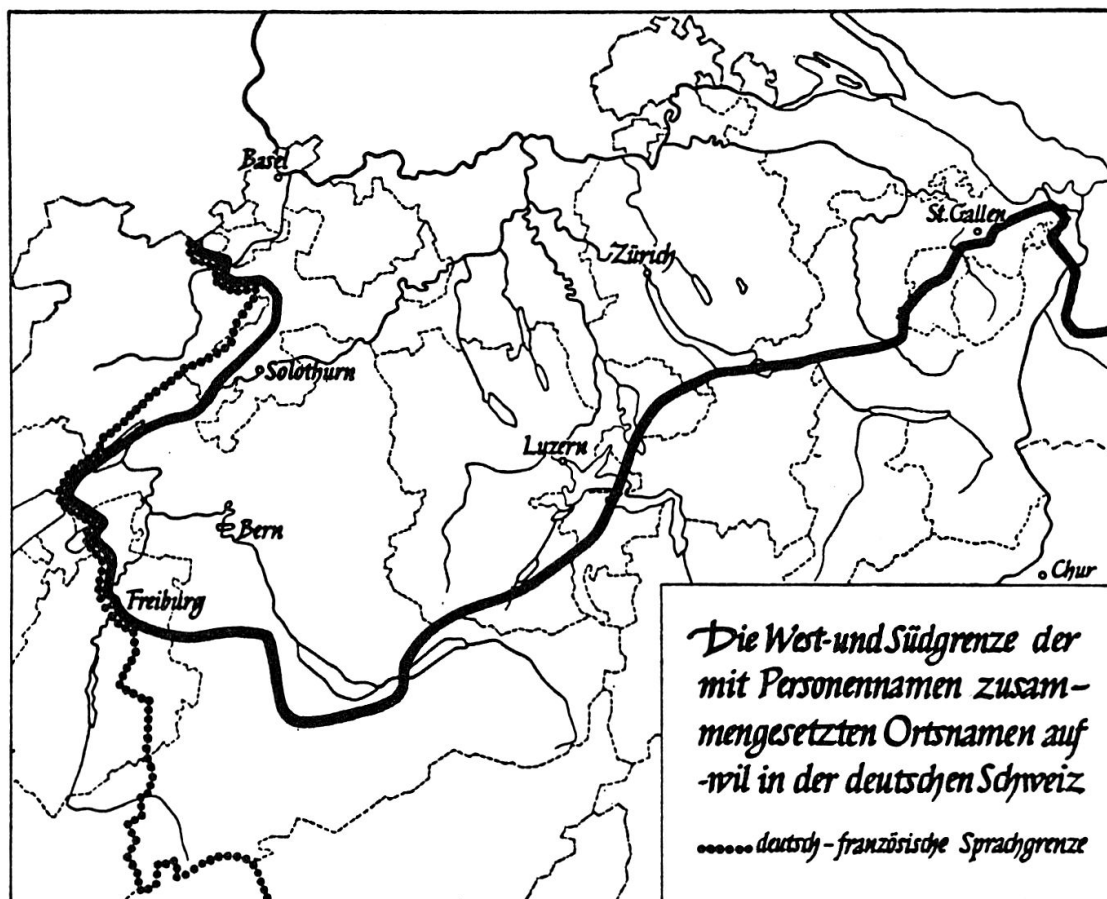 Basel
St. Gallen
Zürich
Solothurn
Luzern
Bern
Chur
Freiburg
Die West- und Südgrenze der
mit Personennamen zusam-
mengesetzten Ortsnamen auf
-wil in der deutschen Schweiz
deutsch-französische Sprachgrenze